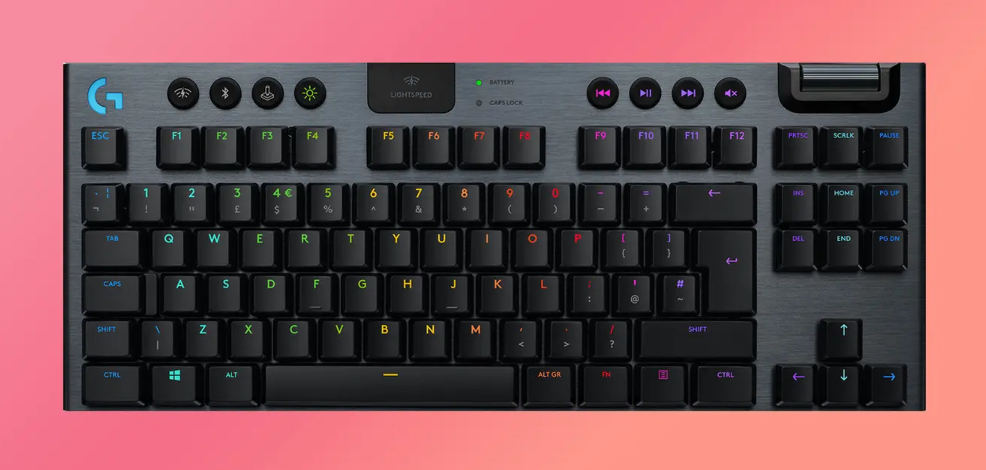 BATTERY
LIGHTSPEED
CAPS LOCK
ESC F1 F2 F3 F4 F5 F6 F7 F8 F9 F10 F11 F12 PRTSC SCRLK PAUSE
1 2 3 4 € 5 6 7 8 9 0 - = ←
¬ ! " £ $ % ^ & * ( ) _ +
INS HOME PG UP
TAB Q W E R T Y U I O P [ ]
{ }
DEL END PG DN
CAPS A S D F G H J K L ; ' #
: @ ~
SHIFT \ Z X C V B N M , . / SHIFT ↑
| < > ?
CTRL ALT ALT GR FN CTRL ← ↓ →